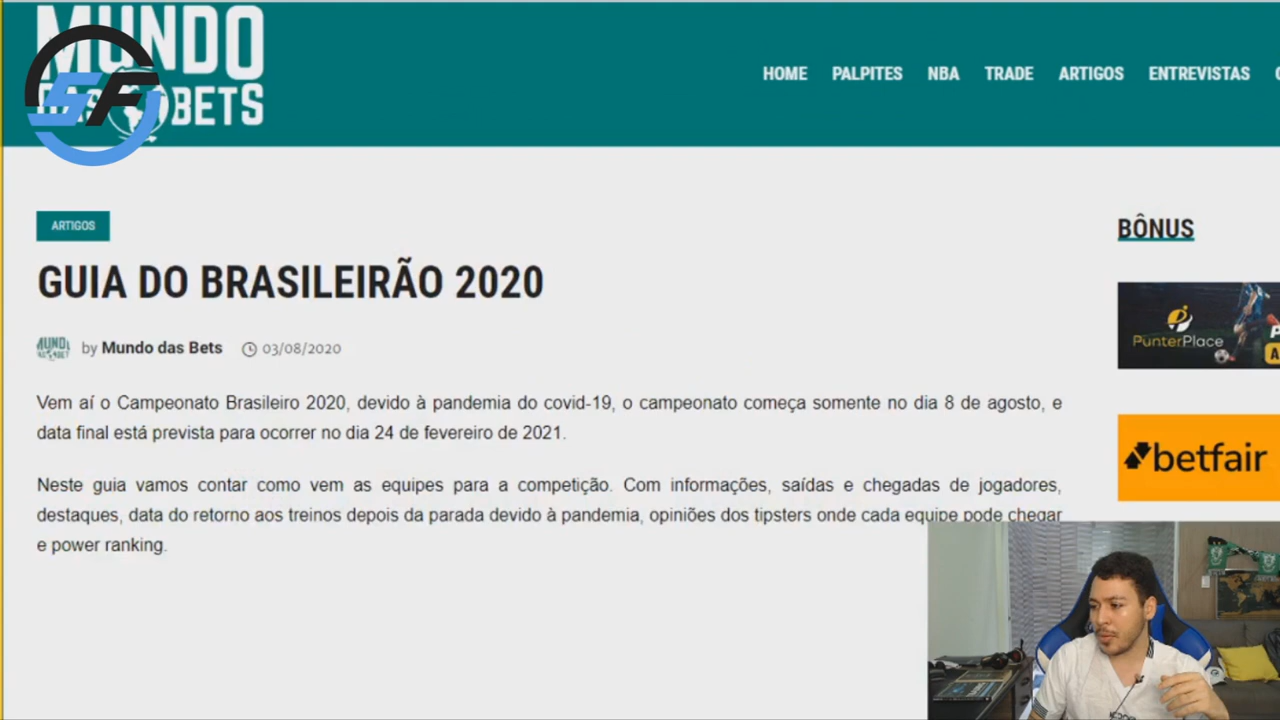 MUNDO
DAS BETS
SF
HOME PALPITES NBA TRADE ARTIGOS ENTREVISTAS
ARTIGOS
BÔNUS
GUIA DO BRASILEIRÃO 2020
by Mundo das Bets 03/08/2020
PunterPlace
Vem aí o Campeonato Brasileiro 2020, devido à pandemia do covid-19, o campeonato começa somente no dia 8 de agosto, e
data final está prevista para ocorrer no dia 24 de fevereiro de 2021.
betfair
Neste guia vamos contar como vem as equipes para a competição. Com informações, saídas e chegadas de jogadores,
destaques, data do retorno aos treinos depois da parada devido à pandemia, opiniões dos tipsters onde cada equipe pode chegar
e power ranking.